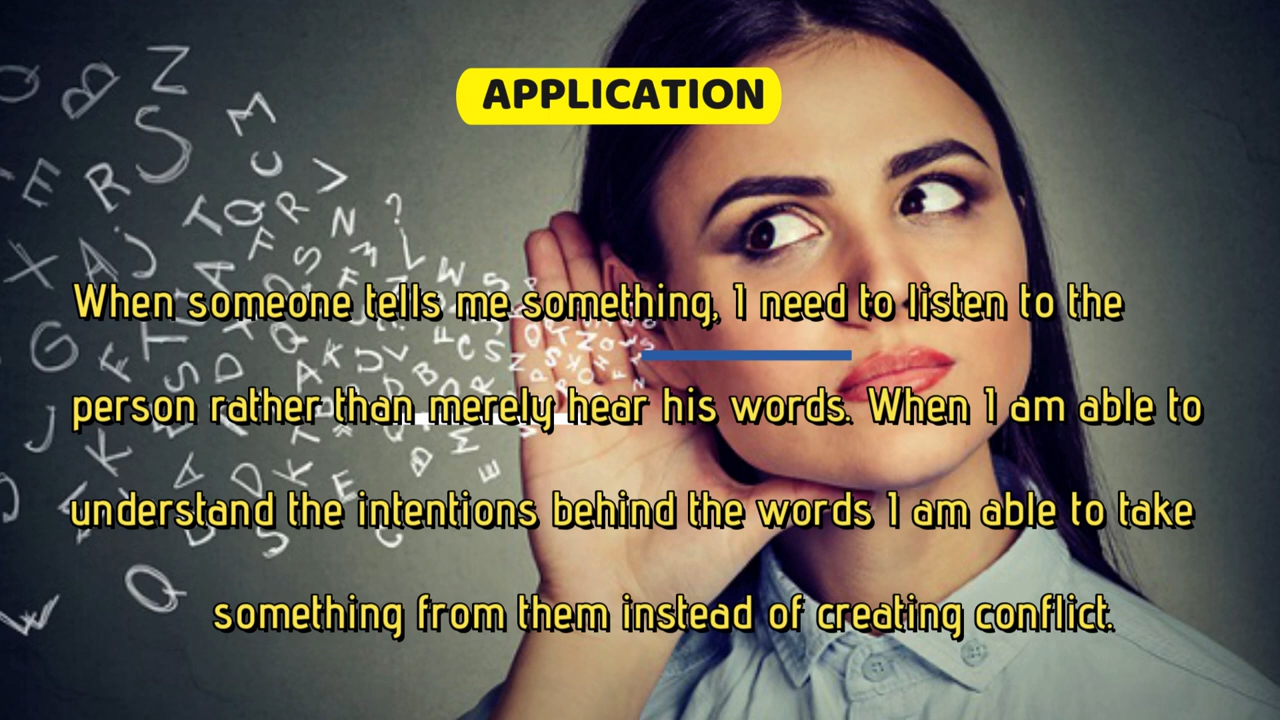 APPLICATION
When someone tells me something, I need to listen to the
person rather than merely hear his words. When I am able to
understand the intentions behind the words I am able to take
something from them instead of creating conflict.